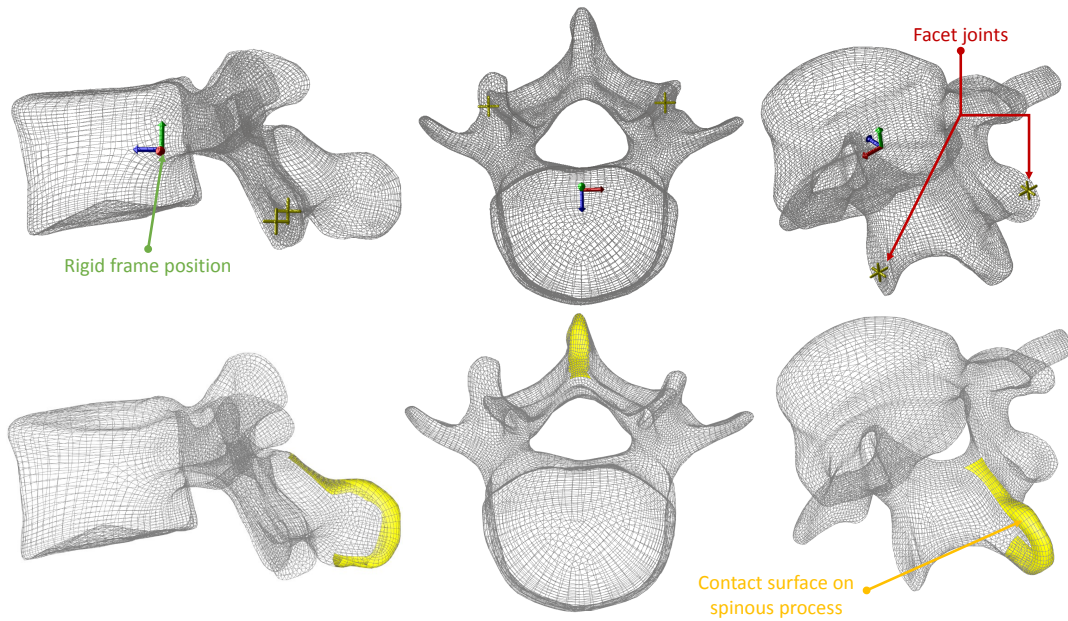 Facet joints
Rigid frame position
Contact surface on
spinous process